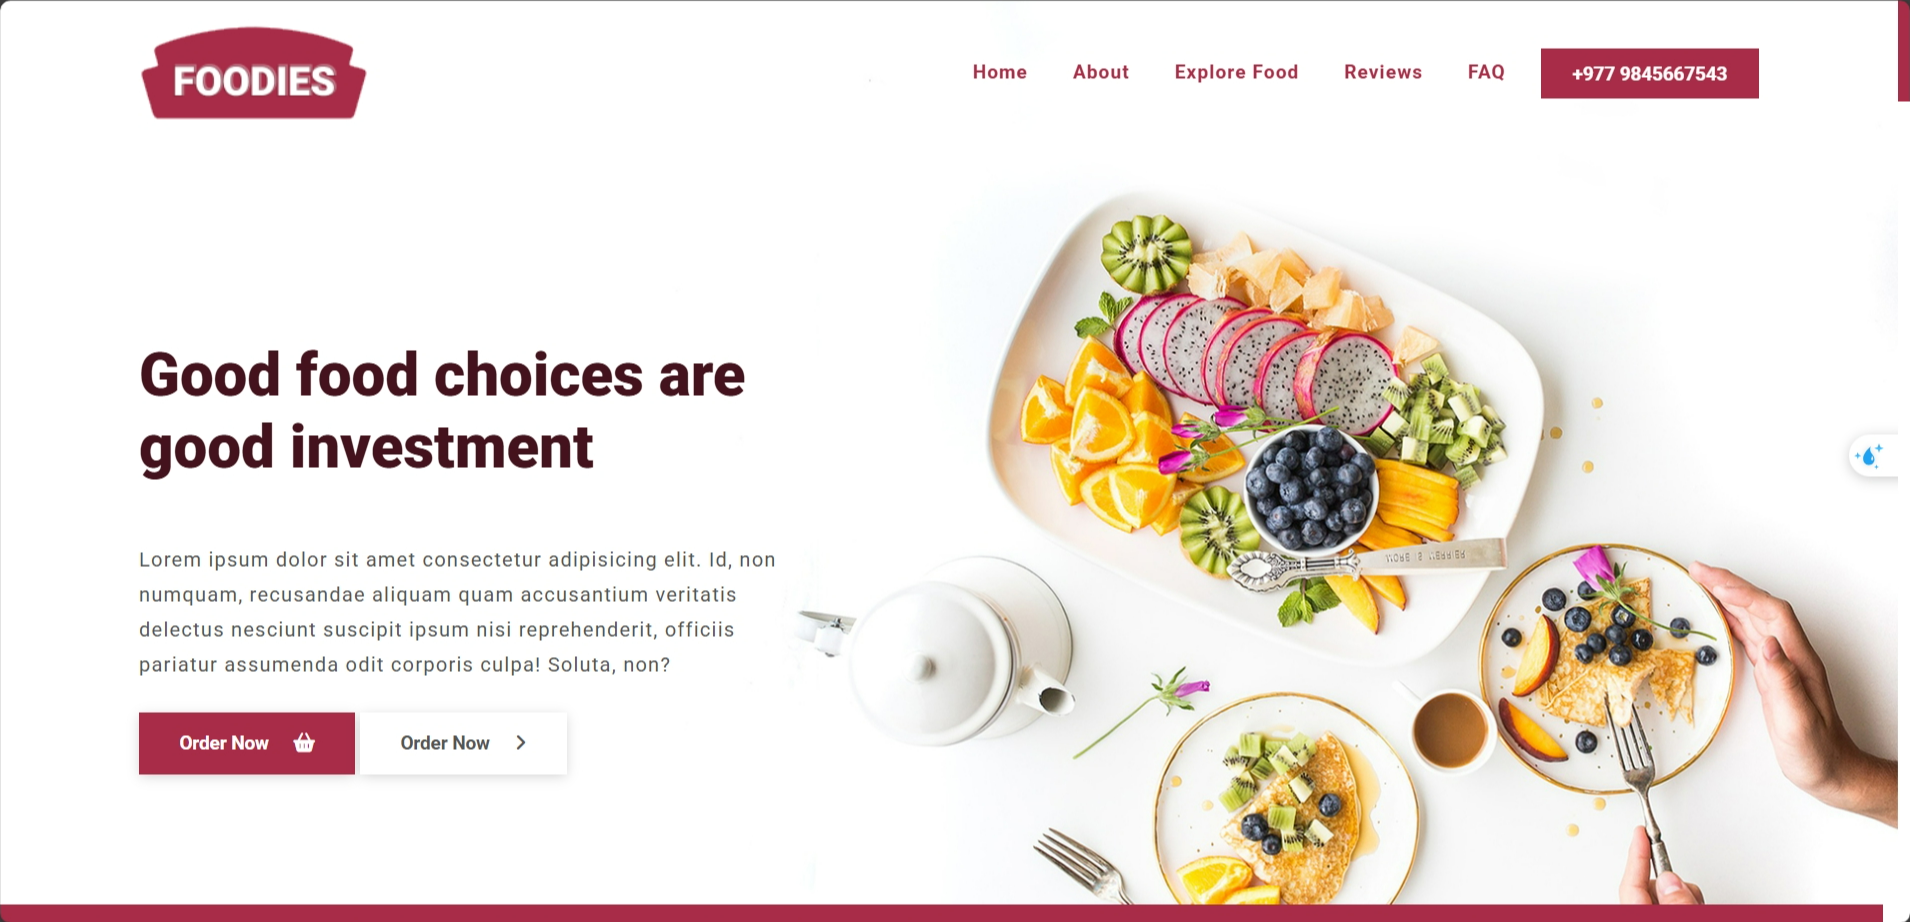 FOODIES
Home About Explore Food Reviews FAQ +977 9845667543
Good food choices are
good investment
Lorem ipsum dolor sit amet consectetur adipisicing elit. Id, non
numquam, recusandae aliquam quam accusantium veritatis
delectus nesciunt suscipit ipsum nisi reprehenderit, officiis
pariatur assumenda odit corporis culpa! Soluta, non?
Order Now Order Now